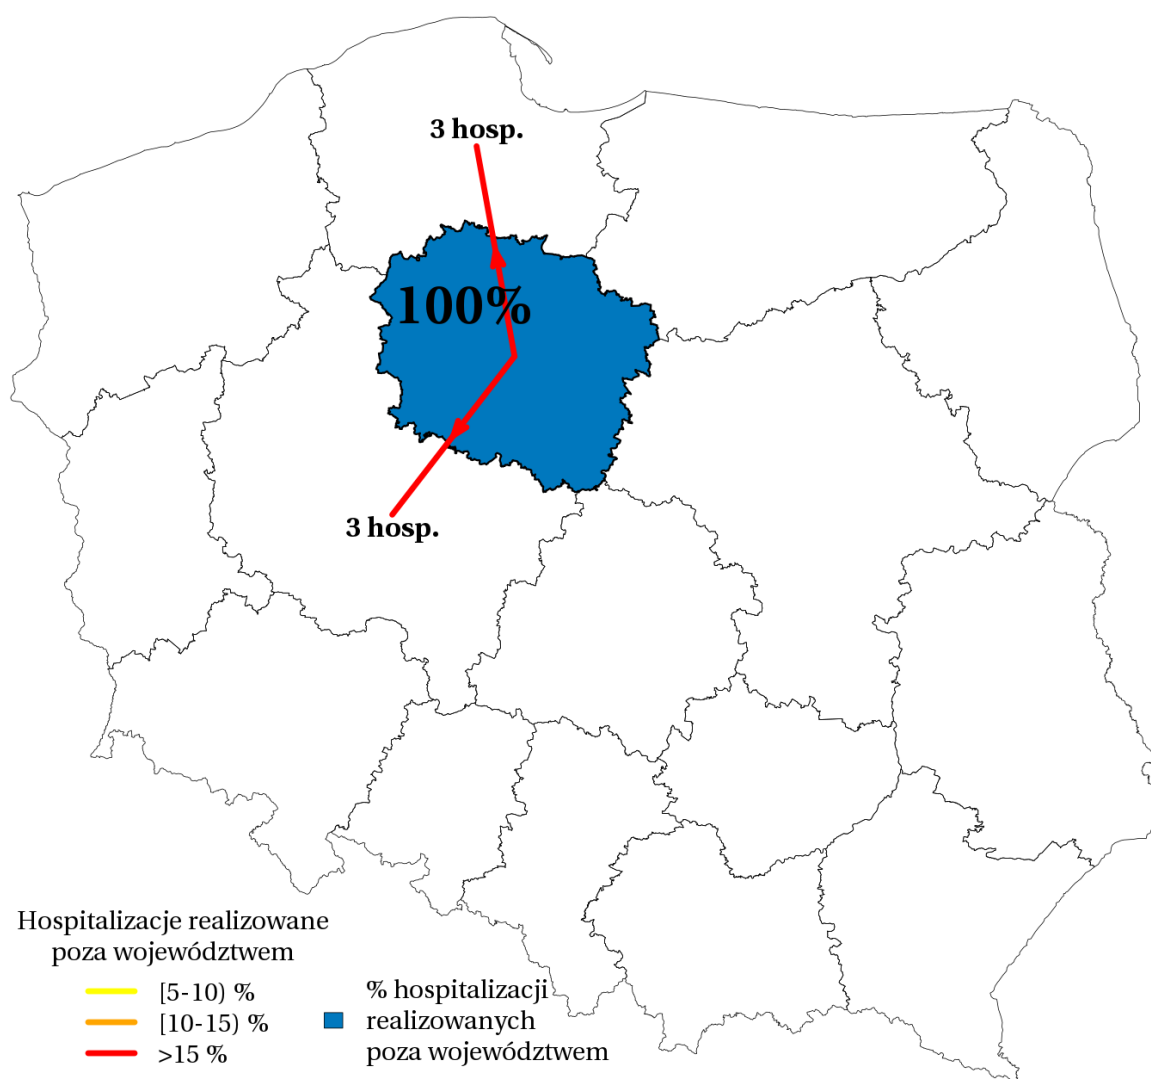 3 hosp.
100%
3 hosp.
Hospitalizacje realizowane
poza województwem
[5-10) %
[10-15) %
>15 %
% hospitalizacji
realizowanych
poza województwem